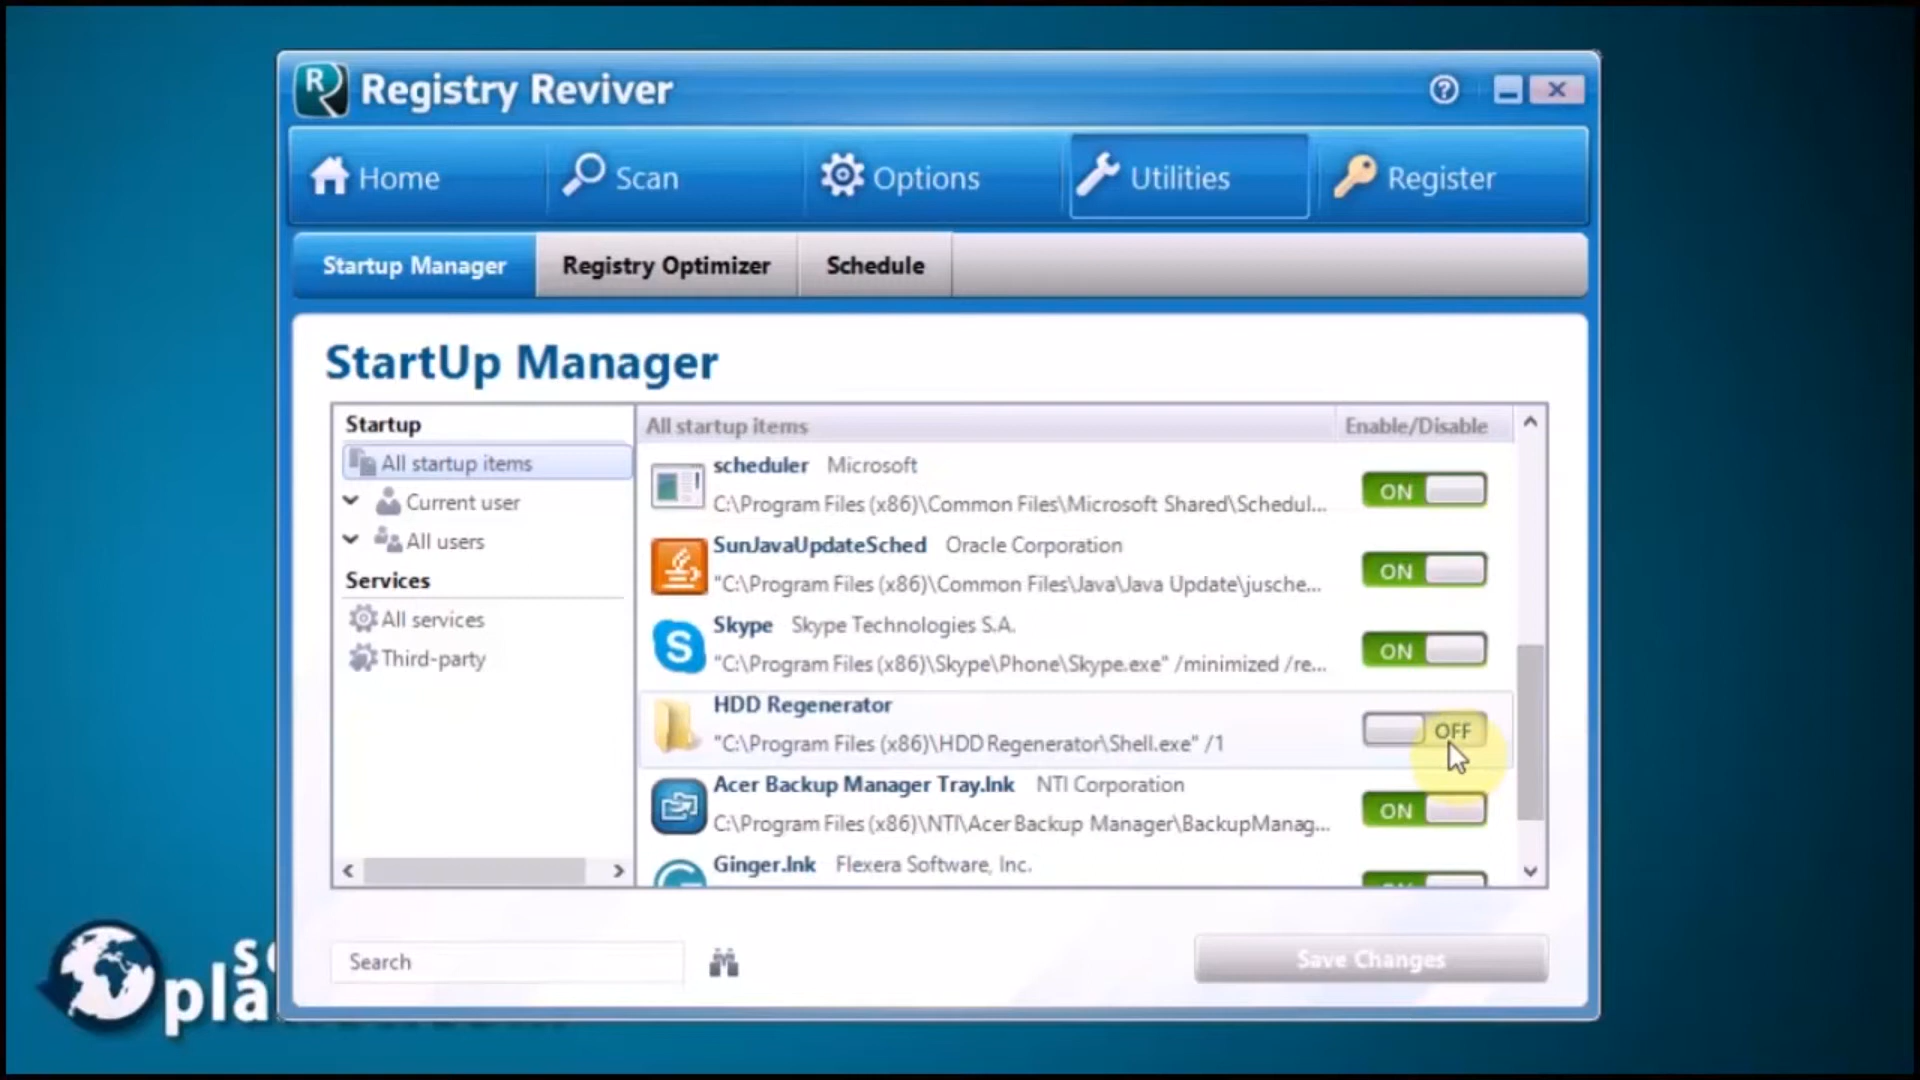 Registry Reviver
Home
Scan
Options
Utilities
Register
Startup Manager
Registry Optimizer
Schedule
StartUp Manager
Startup
All startup items
Current user
All users
Services
All services
Third-party
All startup items Enable/Disable
scheduler Microsoft
C:\Program Files (x86)\Common Files\Microsoft Shared\Schedul...
ON
SunJavaUpdateSched Oracle Corporation
"C:\Program Files (x86)\Common Files\Java\Java Update\jusche...
ON
Skype Skype Technologies S.A.
"C:\Program Files (x86)\Skype\Phone\Skype.exe" /minimized /re...
ON
HDD Regenerator
"C:\Program Files (x86)\HDD Regenerator\Shell.exe" /1
OFF
Acer Backup Manager Tray.lnk NTI Corporation
C:\Program Files (x86)\NTI\Acer Backup Manager\BackupManag...
ON
Ginger.lnk Flexera Software, Inc.
Search
Save Changes